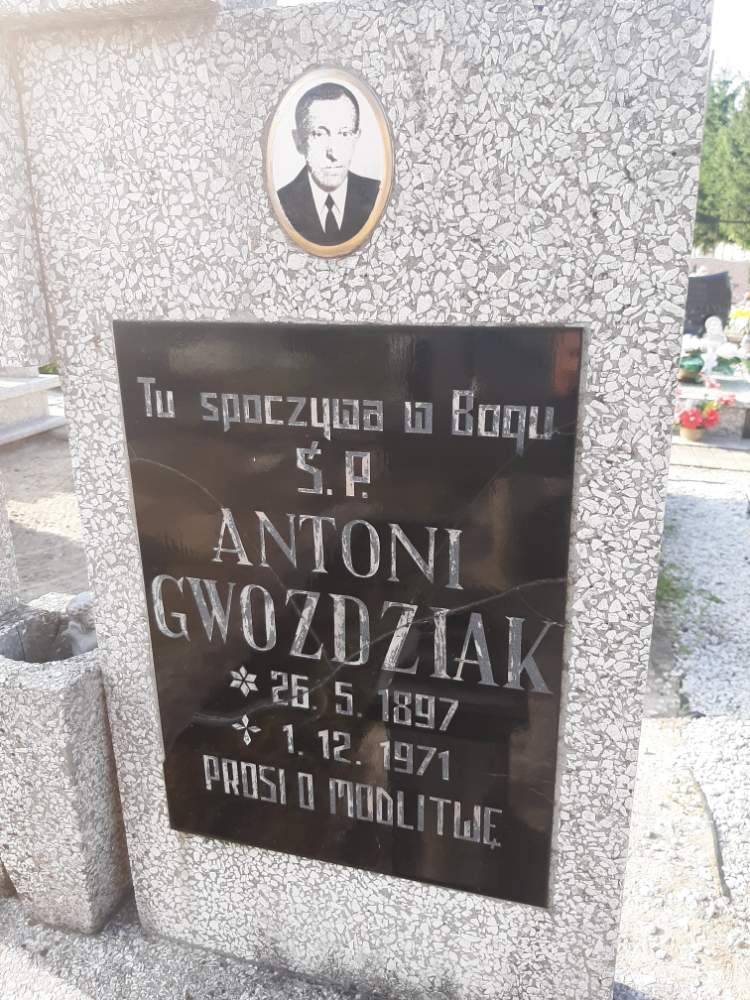 Tu spoczywa w Bogu
Ś. P.
ANTONI
GWOZDZIAK
26. 5. 1897
1. 12. 1971
PROSI O MODLITWĘ